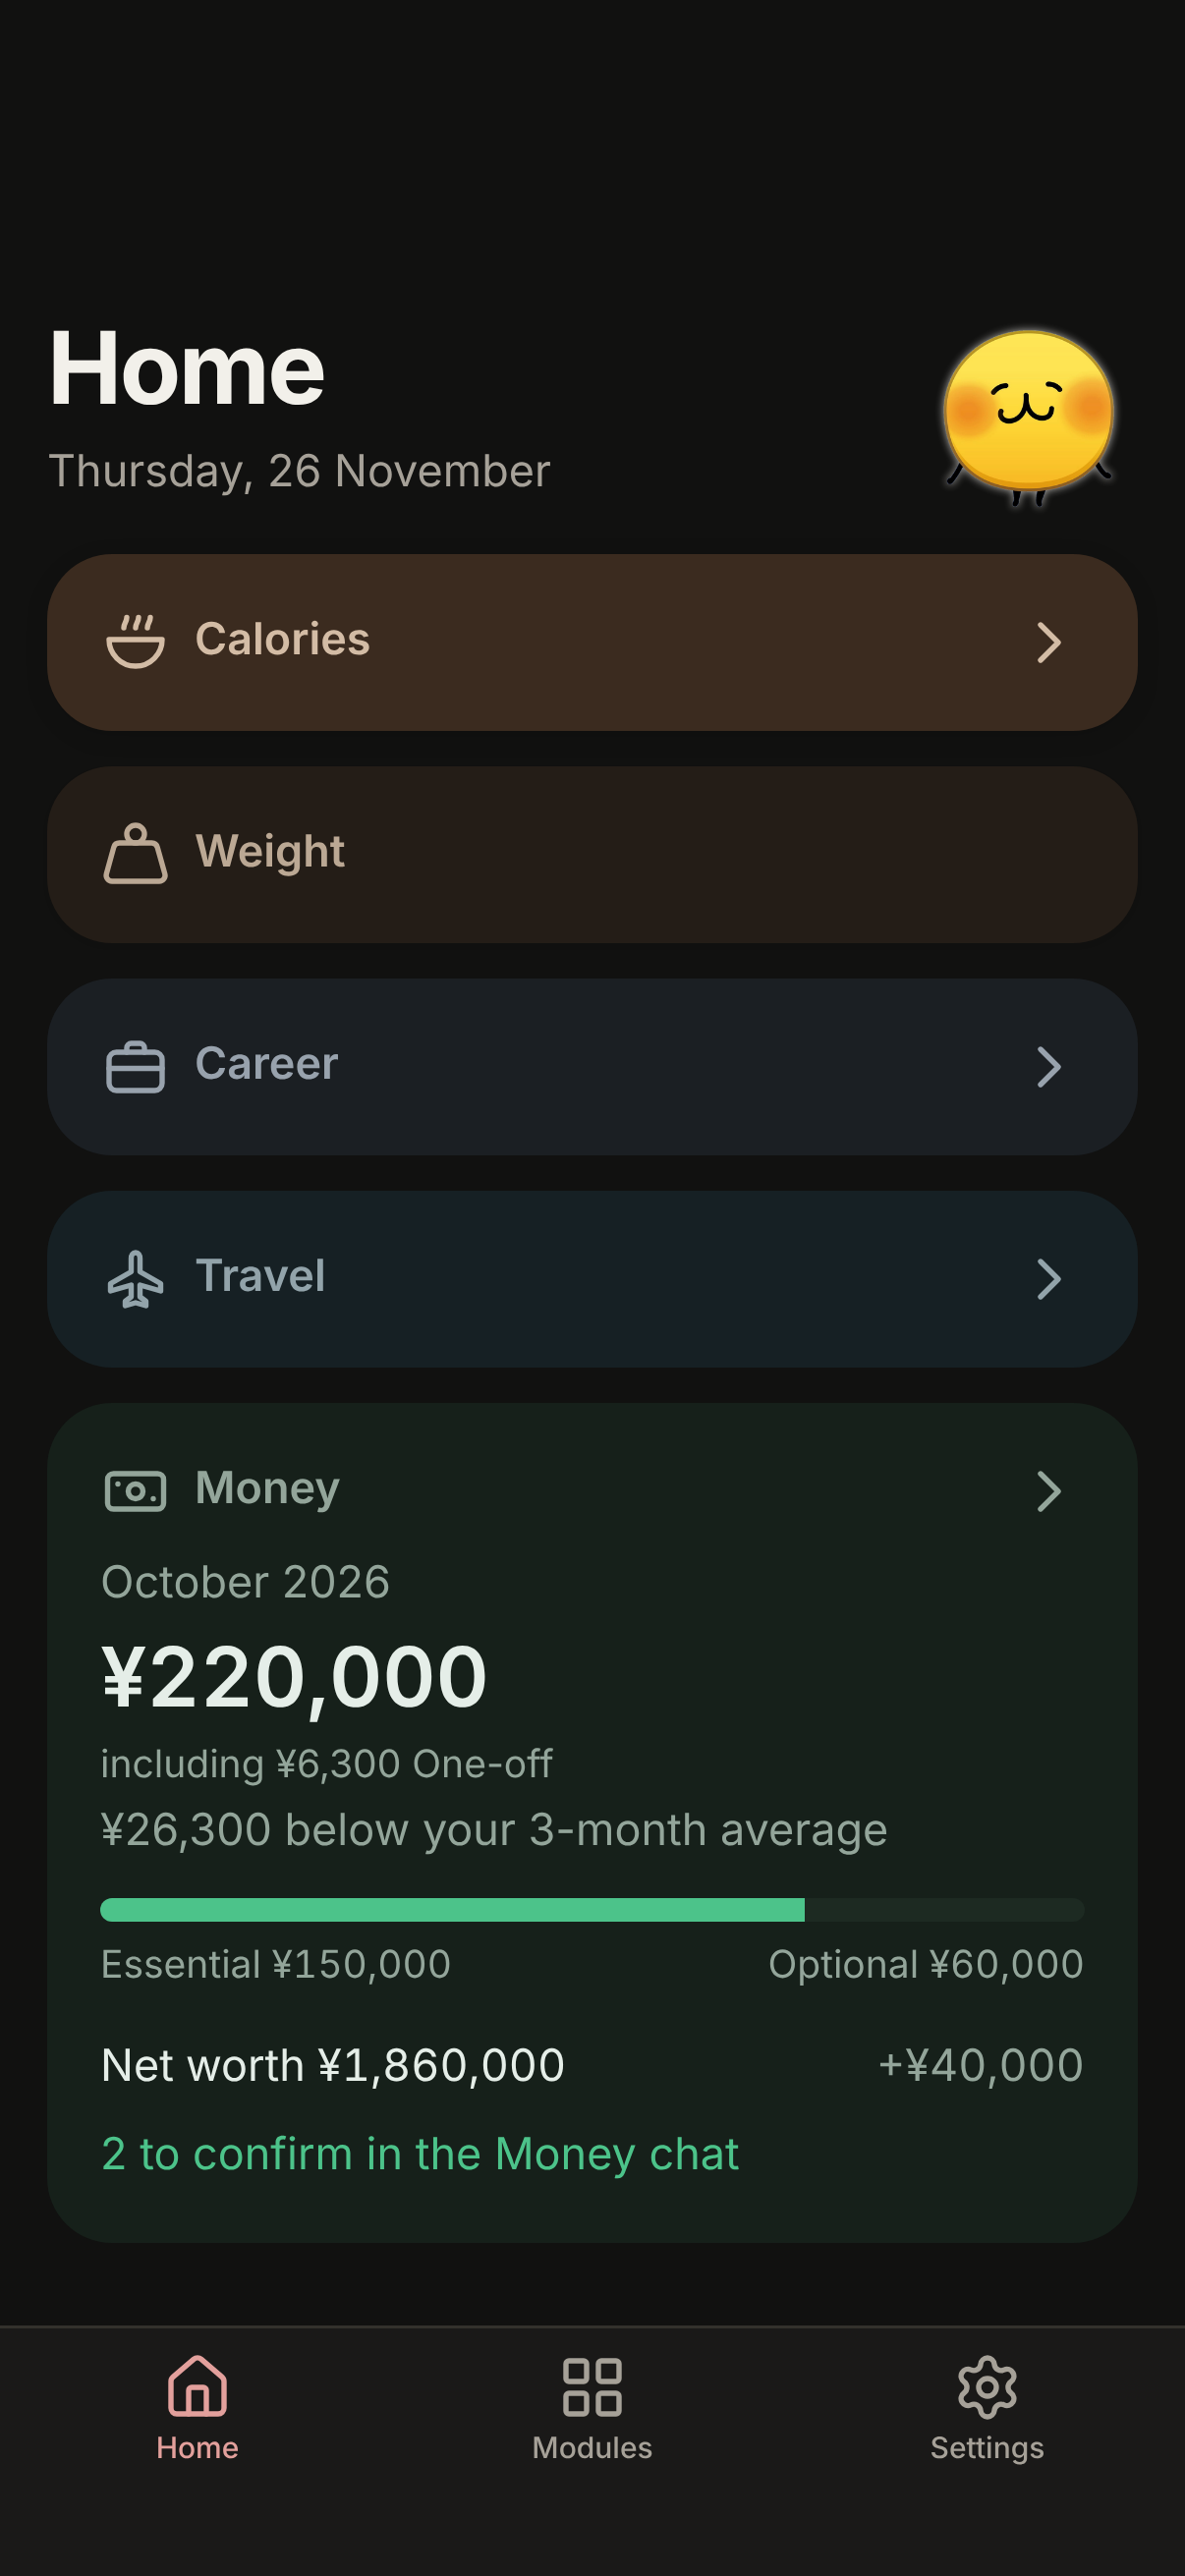 Home
Thursday, 26 November
Calories
Weight
Career
Travel
Money
October 2026
¥220,000
including ¥6,300 One-off
¥26,300 below your 3-month average
Essential ¥150,000 Optional ¥60,000
Net worth ¥1,860,000 +¥40,000
2 to confirm in the Money chat
Home Modules Settings